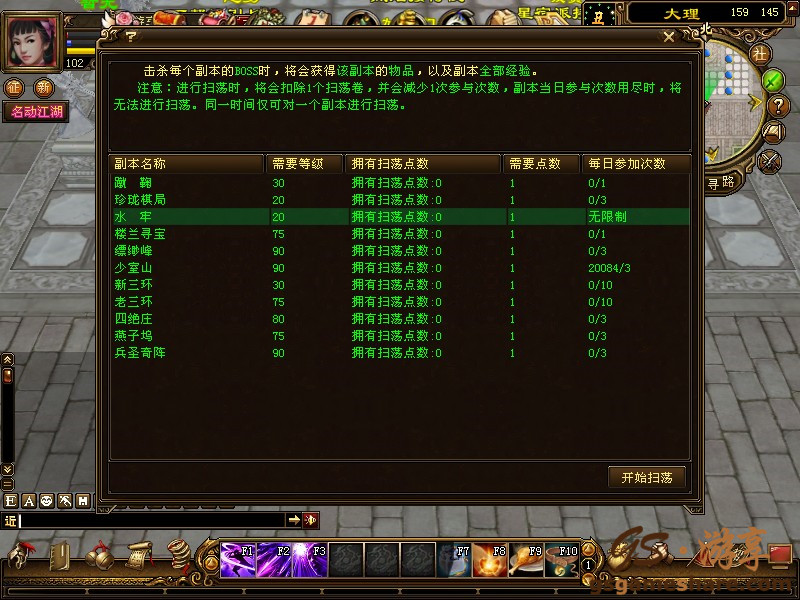 大理 159 145
北
社
102
征 新
名动江湖
寻路
击杀每个副本的BOSS时，将会获得该副本的物品，以及副本全部经验。
注意：进行扫荡时，将会扣除1个扫荡卷，并会减少1次参与次数，副本当日参与次数用尽时，将
无法进行扫荡。同一时间仅可对一个副本进行扫荡。
副本名称 需要等级 拥有扫荡点数 需要点数 每日参加次数
蹴 鞠 30 拥有扫荡点数:0 1 0/1
珍珑棋局 20 拥有扫荡点数:0 1 0/3
水 牢 20 拥有扫荡点数:0 1 无限制
楼兰寻宝 75 拥有扫荡点数:0 1 0/1
缥缈峰 90 拥有扫荡点数:0 1 0/3
少室山 90 拥有扫荡点数:0 1 20084/3
新三环 30 拥有扫荡点数:0 1 0/10
老三环 75 拥有扫荡点数:0 1 0/10
四绝庄 80 拥有扫荡点数:0 1 0/3
燕子坞 75 拥有扫荡点数:0 1 0/3
兵圣奇阵 90 拥有扫荡点数:0 1 0/3
开始扫荡
E A M
近
F1 F2 F3 F7 F8 F9 F10 1
GS·游享